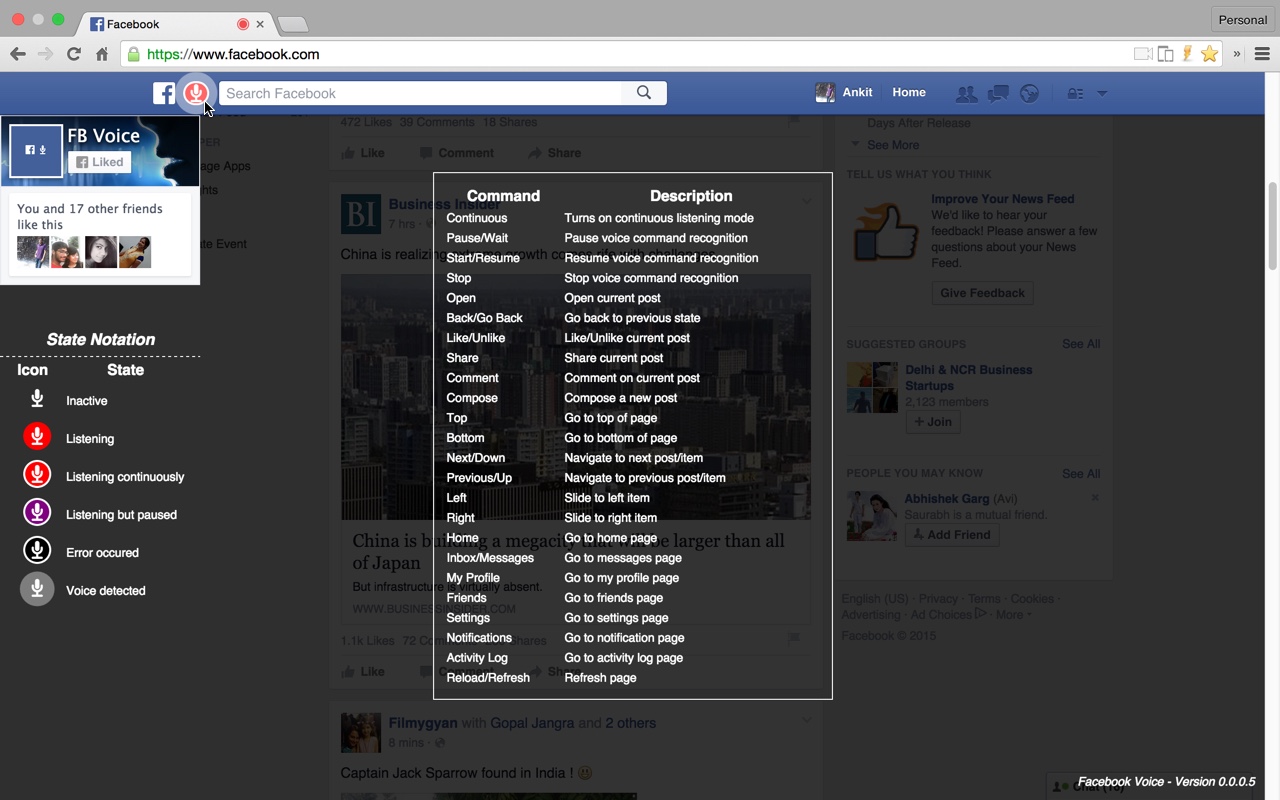 Facebook
Personal
https://www.facebook.com
»
Search Facebook
Ankit
Home
FB Voice
Liked
You and 17 other friends
like this
State Notation
Icon State
Inactive
Listening
Listening continuously
Listening but paused
Error occured
Voice detected
age Apps
ate Event
472 Likes 39 Comments 18 Shares
Like Comment Share
BI
Business Insider
7 hrs ·
China is realizing
China is building a megacity that will be larger than all
of Japan
But infrastructure is virtually absent.
WWW.BUSINESSINSIDER.COM
1.1k Likes 72 Comments Shares
Like Comment Share
Filmygyan with Gopal Jangra and 2 others
8 mins ·
Captain Jack Sparrow found in India !
Command Description
Continuous Turns on continuous listening mode
Pause/Wait Pause voice command recognition
Start/Resume Resume voice command recognition
Stop Stop voice command recognition
Open Open current post
Back/Go Back Go back to previous state
Like/Unlike Like/Unlike current post
Share Share current post
Comment Comment on current post
Compose Compose a new post
Top Go to top of page
Bottom Go to bottom of page
Next/Down Navigate to next post/item
Previous/Up Navigate to previous post/item
Left Slide to left item
Right Slide to right item
Home Go to home page
Inbox/Messages Go to messages page
My Profile Go to my profile page
Friends Go to friends page
Settings Go to settings page
Notifications Go to notification page
Activity Log Go to activity log page
Reload/Refresh Refresh page
Days After Release
See More
TELL US WHAT YOU THINK
Improve Your News Feed
We'd like to hear your
feedback! Please answer a few
questions about your News
Feed.
Give Feedback
SUGGESTED GROUPS See All
Delhi & NCR Business
Startups
2,123 members
+ Join
PEOPLE YOU MAY KNOW See All
Abhishek Garg (Avi)
Saurabh is a mutual friend.
Add Friend
English (US) · Privacy · Terms · Cookies ·
Advertising · Ad Choices · More
Facebook © 2015
Facebook Voice - Version 0.0.0.5